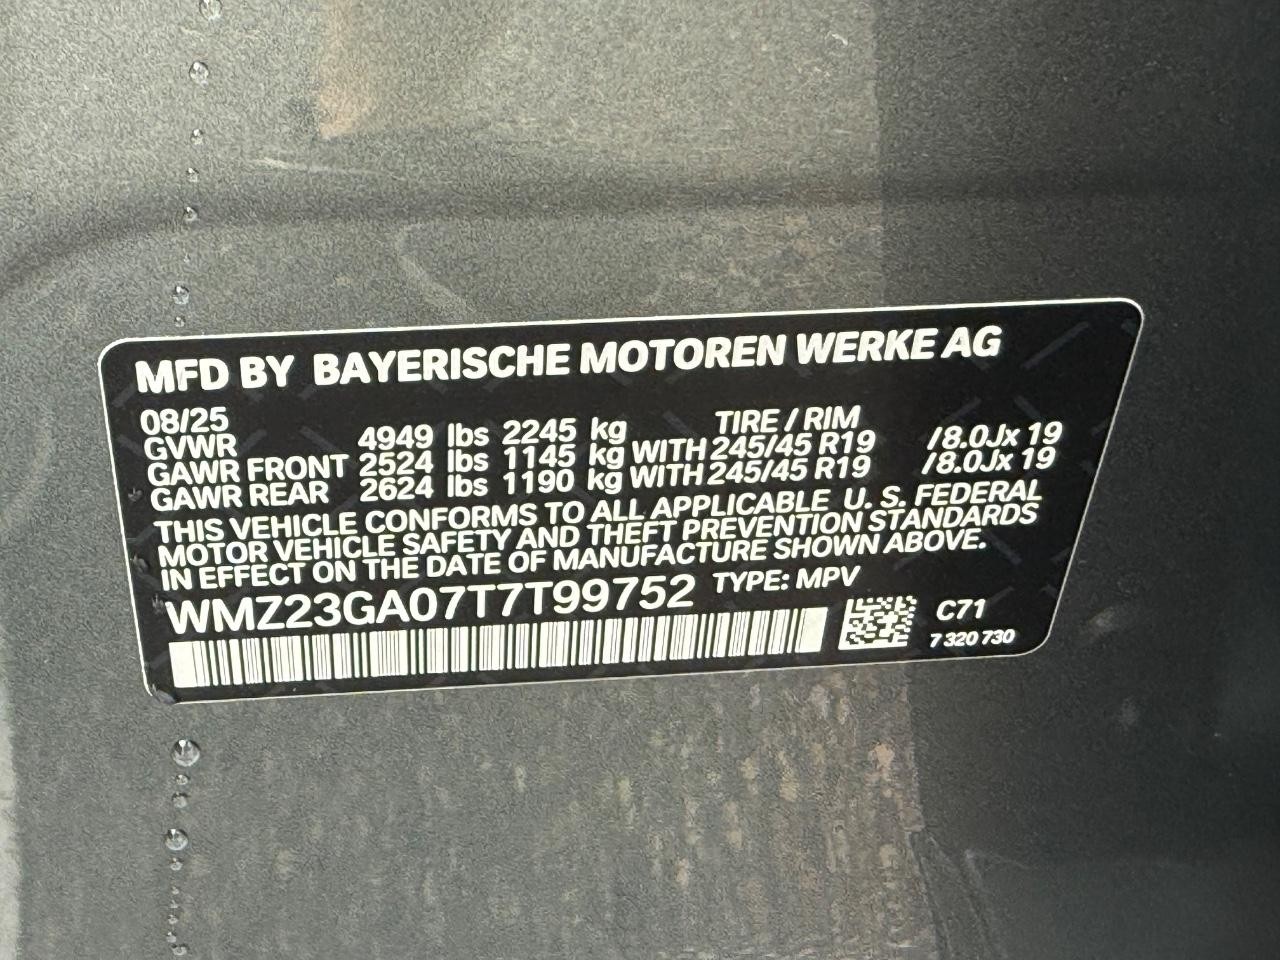 MFD BY BAYERISCHE MOTOREN WERKE AG
08/25 TIRE / RIM
GVWR 4949 lbs 2245 kg
GAWR FRONT 2524 lbs 1145 kg WITH 245/45 R19 /8.0Jx 19
GAWR REAR 2624 lbs 1190 kg WITH 245/45 R19 /8.0Jx 19
THIS VEHICLE CONFORMS TO ALL APPLICABLE U. S. FEDERAL
MOTOR VEHICLE SAFETY AND THEFT PREVENTION STANDARDS
IN EFFECT ON THE DATE OF MANUFACTURE SHOWN ABOVE.
WMZ23GA07T7T99752 TYPE: MPV
C71
7 320 730